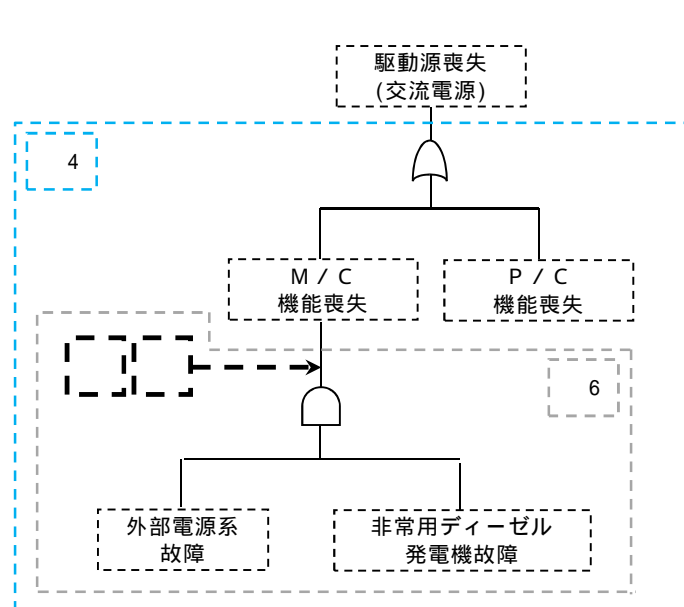 駆動源喪失
(交流電源)
4
Ｍ／Ｃ
機能喪失
Ｐ／Ｃ
機能喪失
6
外部電源系
故障
非常用ディーゼル
発電機故障